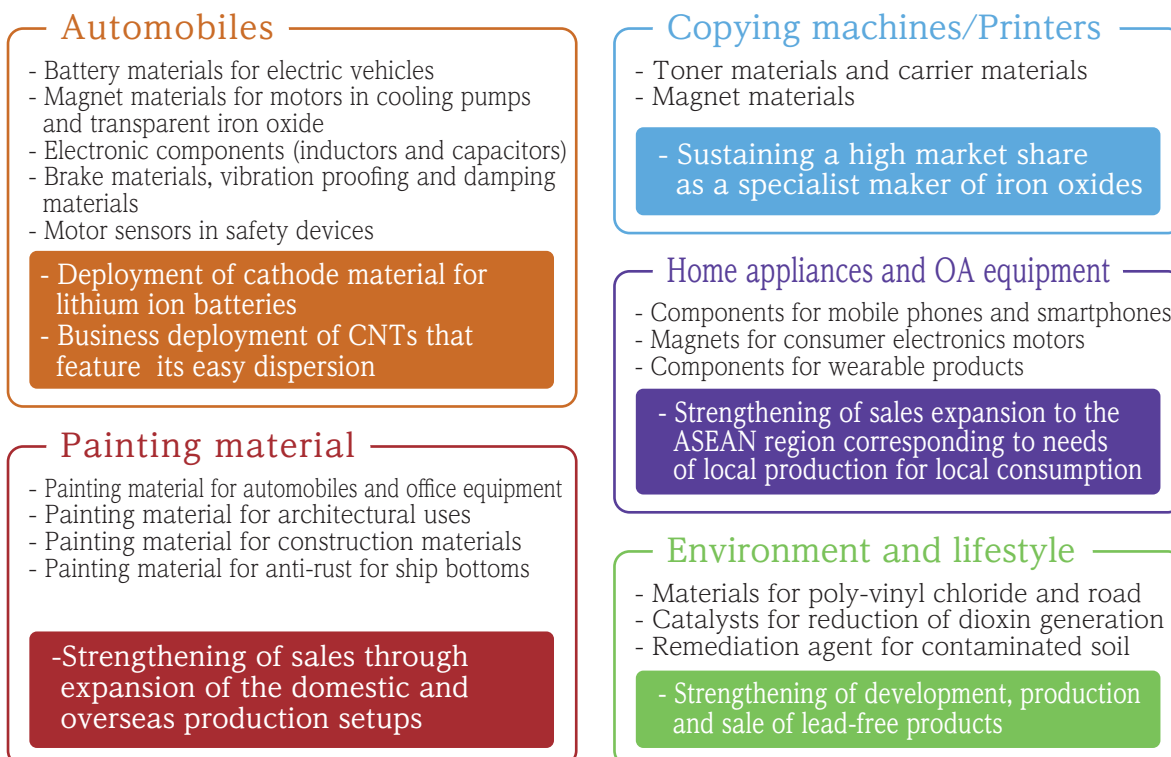 Automobiles
- Battery materials for electric vehicles
- Magnet materials for motors in cooling pumps
and transparent iron oxide
- Electronic components (inductors and capacitors)
- Brake materials, vibration proofing and damping
materials
- Motor sensors in safety devices
- Deployment of cathode material for
lithium ion batteries
- Business deployment of CNTs that
feature its easy dispersion
Painting material
- Painting material for automobiles and office equipment
- Painting material for architectural uses
- Painting material for construction materials
- Painting material for anti-rust for ship bottoms
-Strengthening of sales through
expansion of the domestic and
overseas production setups
Copying machines/Printers
- Toner materials and carrier materials
- Magnet materials
- Sustaining a high market share
as a specialist maker of iron oxides
Home appliances and OA equipment
- Components for mobile phones and smartphones
- Magnets for consumer electronics motors
- Components for wearable products
- Strengthening of sales expansion to the
ASEAN region corresponding to needs
of local production for local consumption
Environment and lifestyle
- Materials for poly-vinyl chloride and road
- Catalysts for reduction of dioxin generation
- Remediation agent for contaminated soil
- Strengthening of development, production
and sale of lead-free products